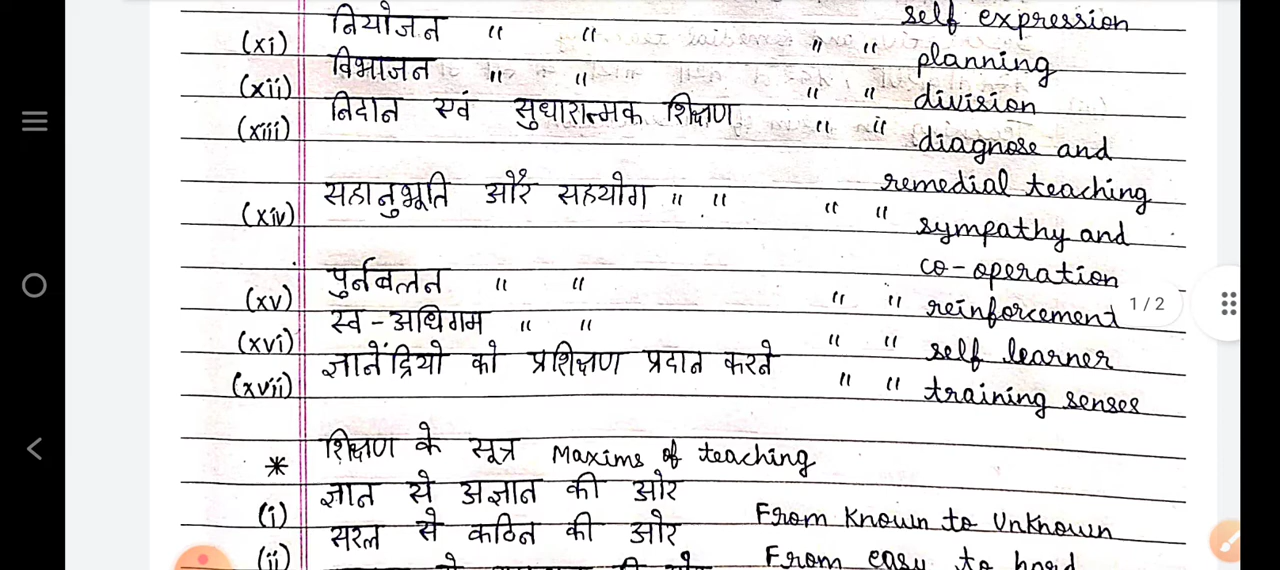 self expression
(xi) नियोजन " " " " planning
(xii) विभाजन " " " " division
(xiii) निदान एवं सुधारात्मक शिक्षण " " diagnose and
remedial teaching
(xiv) सहानुभूति और सहयोग " " " " sympathy and
co-operation
(xv) पुर्नबलन " " " " reinforcement
1/2
(xvi) स्व-अधिगम " " " " self learner
(xvii) ज्ञानेंद्रियो को प्रशिक्षण प्रदान करने " " training senses
* शिक्षण के सूत्र Maxims of teaching
(i) ज्ञात से अज्ञात की ओर From Known to Unknown
(ii) सरल से कठिन की ओर From easy to hard